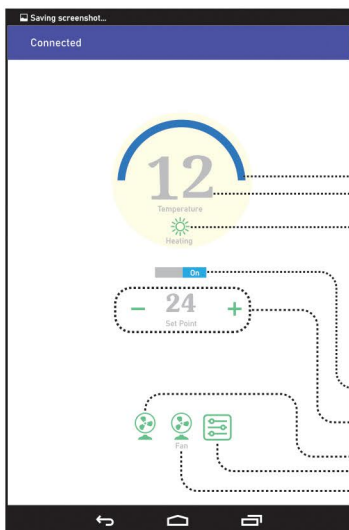 Saving screenshot...
Connected
12
Temperature
Heating
On
− 24 +
Set Point
Fan